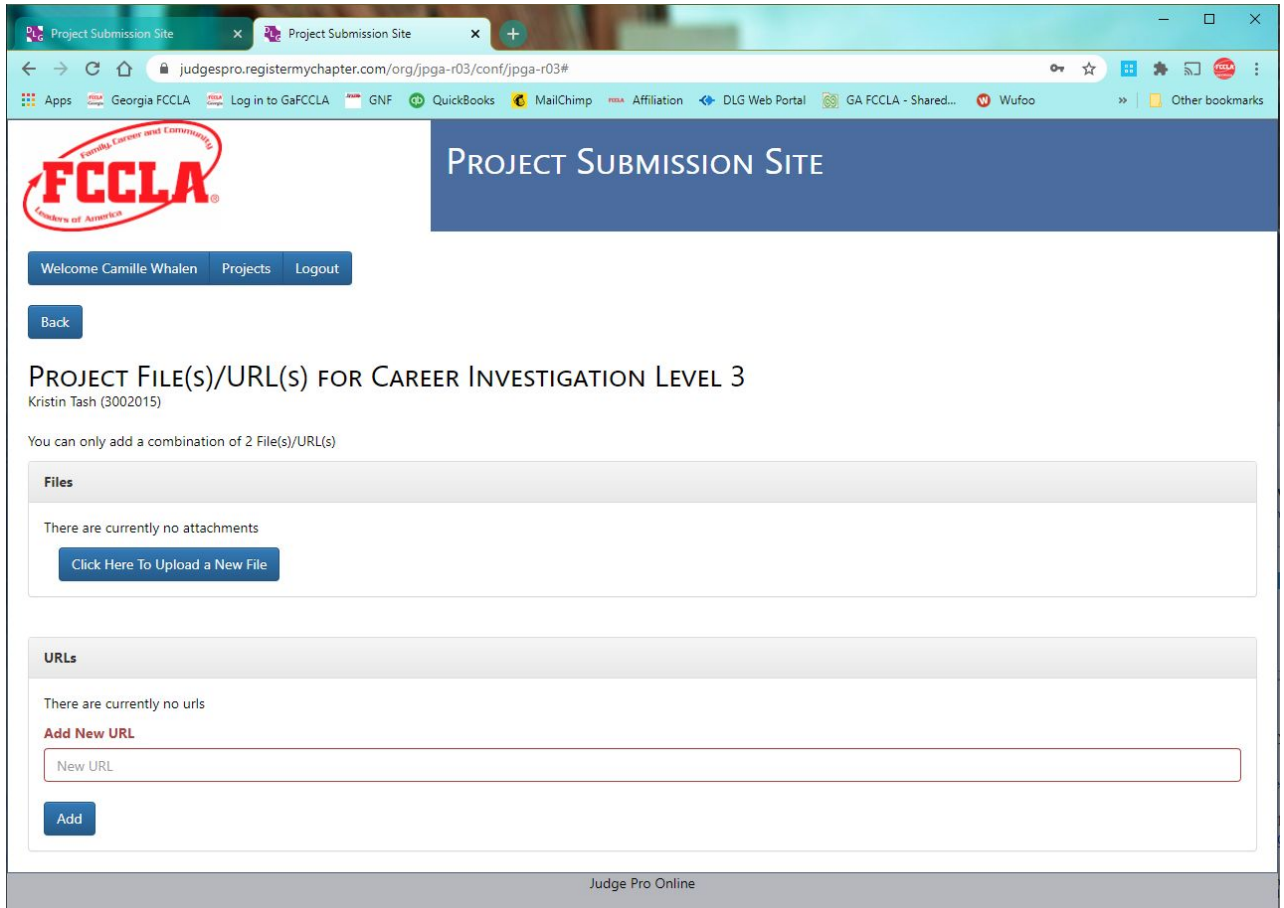 Project Submission Site
Project Submission Site
judgespro.registermychapter.com/org/jpga-r03/conf/jpga-r03#
Apps Georgia FCCLA Log in to GaFCCLA GNF QuickBooks MailChimp Affiliation DLG Web Portal GA FCCLA - Shared... Wufoo » Other bookmarks
Family, Career and Community
FCCLA®
Leaders of America
PROJECT SUBMISSION SITE
Welcome Camille Whalen Projects Logout
Back
PROJECT FILE(S)/URL(S) FOR CAREER INVESTIGATION LEVEL 3
Kristin Tash (3002015)
You can only add a combination of 2 File(s)/URL(s)
Files
There are currently no attachments
Click Here To Upload a New File
URLs
There are currently no urls
Add New URL
New URL
Add
Judge Pro Online